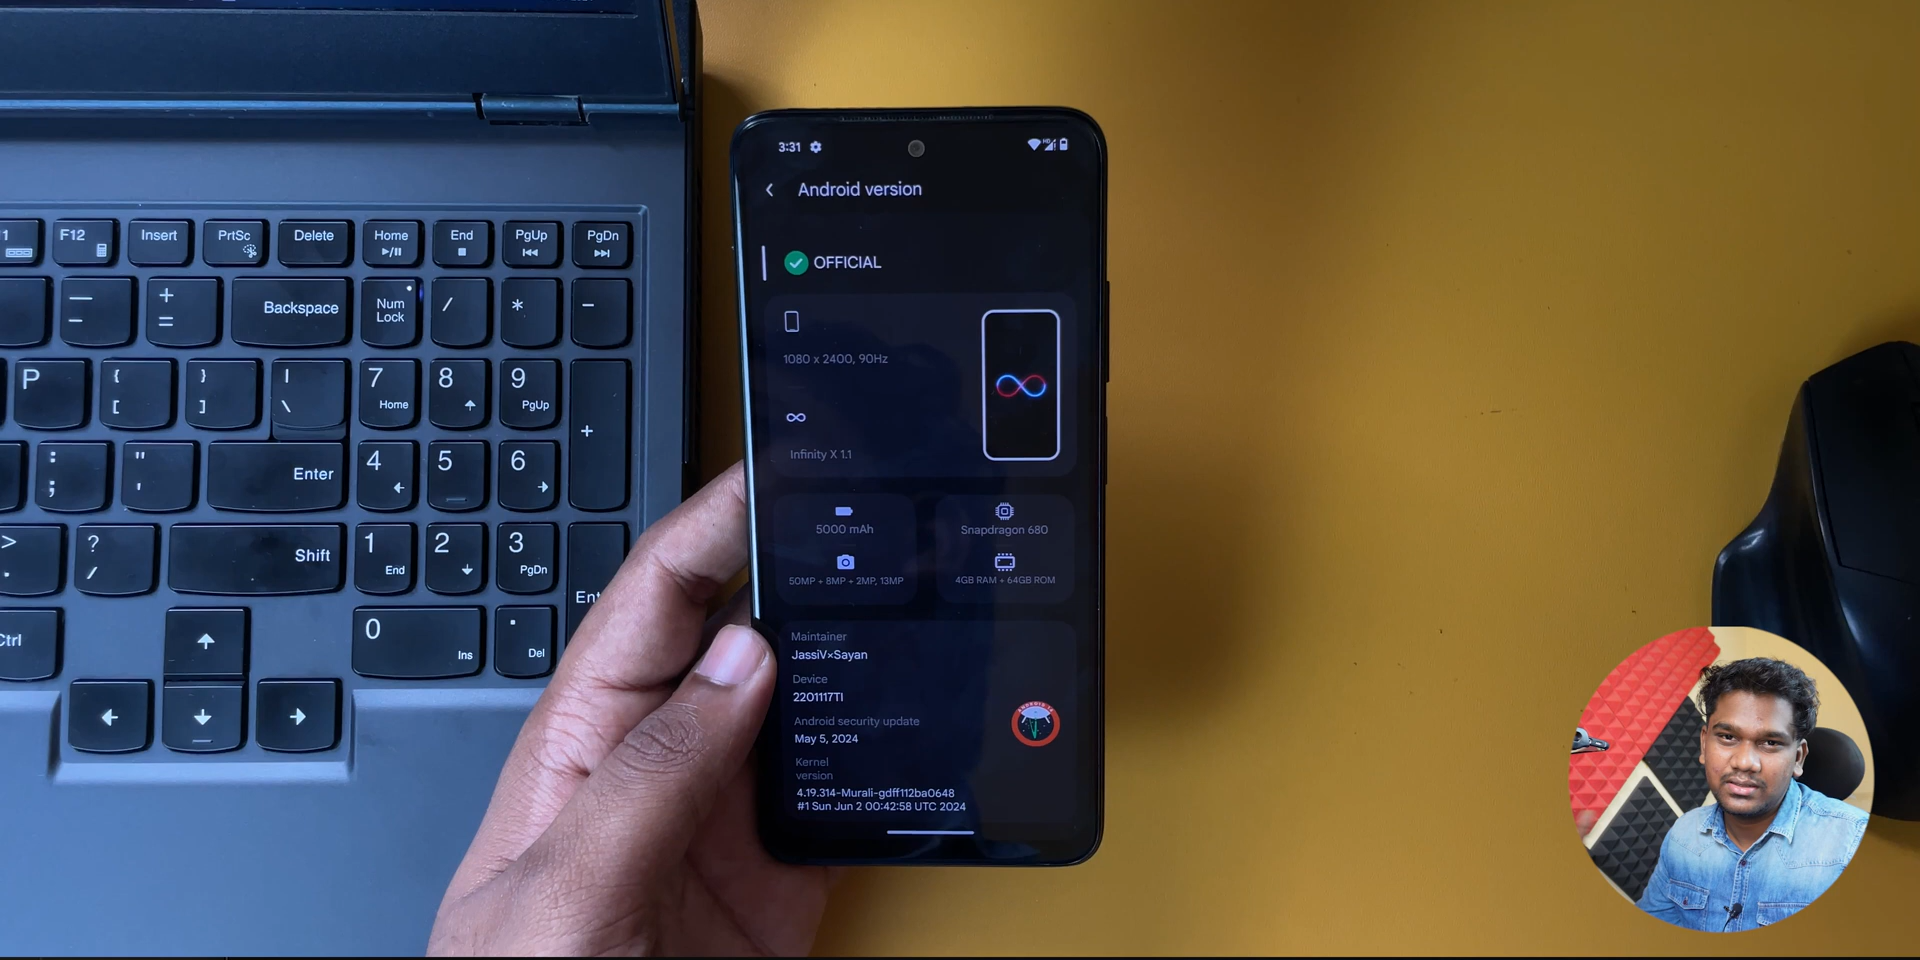 F12
Insert
PrtSc
Delete
Home
End
PgUp
PgDn
Backspace
Num
Lock
/
*
-
+
=
P
{
[
}
]
|
\
7
Home
8
9
PgUp
+
:
;
"
'
Enter
4
5
6
>
.
?
/
Shift
1
End
2
3
PgDn
0
Ins
.
Del
3:31
Android version
OFFICIAL
1080 x 2400, 90Hz
Infinity X 1.1
5000 mAh
Snapdragon 680
50MP + 8MP + 2MP, 13MP
4GB RAM + 64GB ROM
Maintainer
JassiV×Sayan
Device
2201117TI
Android security update
May 5, 2024
Kernel
version
4.19.314-Murali-gdff112ba0648
#1 Sun Jun 2 00:42:58 UTC 2024